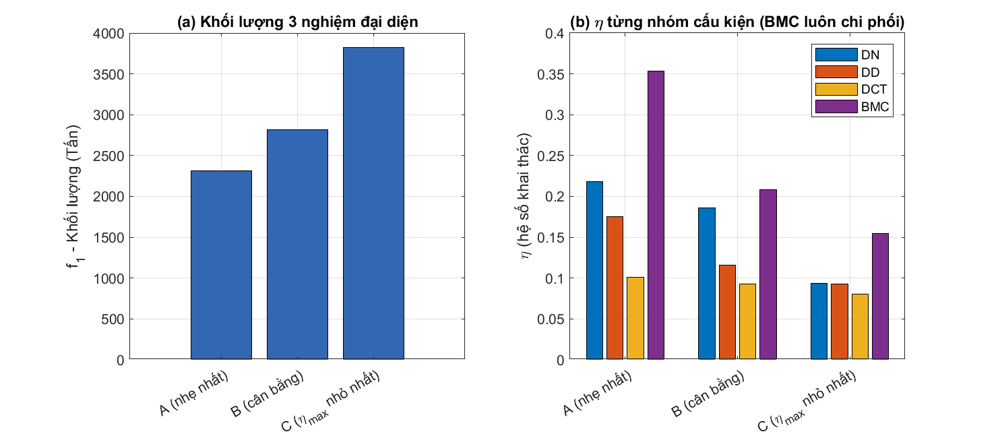 (a) Khối lượng 3 nghiệm đại diện
f1 - Khối lượng (Tấn)
4000
3500
3000
2500
2000
1500
1000
500
0
A (nhẹ nhất)
B (cân bằng)
C (ηmax nhỏ nhất)
(b) η từng nhóm cấu kiện (BMC luôn chi phối)
η (hệ số khai thác)
0.4
0.35
0.3
0.25
0.2
0.15
0.1
0.05
0
DN
DD
DCT
BMC
A (nhẹ nhất)
B (cân bằng)
C (ηmax nhỏ nhất)